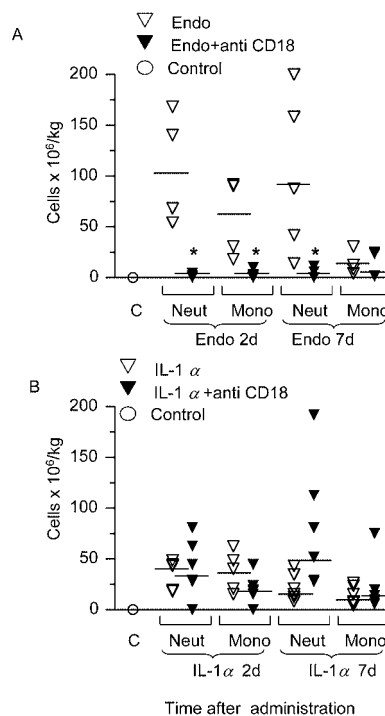 A
Endo
Endo+anti CD18
Control
Cells x 10⁶/kg
200
150
100
50
0
* * *
C Neut Mono Neut Mono
Endo 2d Endo 7d
B
IL-1 α
IL-1 α +anti CD18
Control
Cells x 10⁶/kg
200
150
100
50
0
C Neut Mono Neut Mono
IL-1α 2d IL-1α 7d
Time after administration